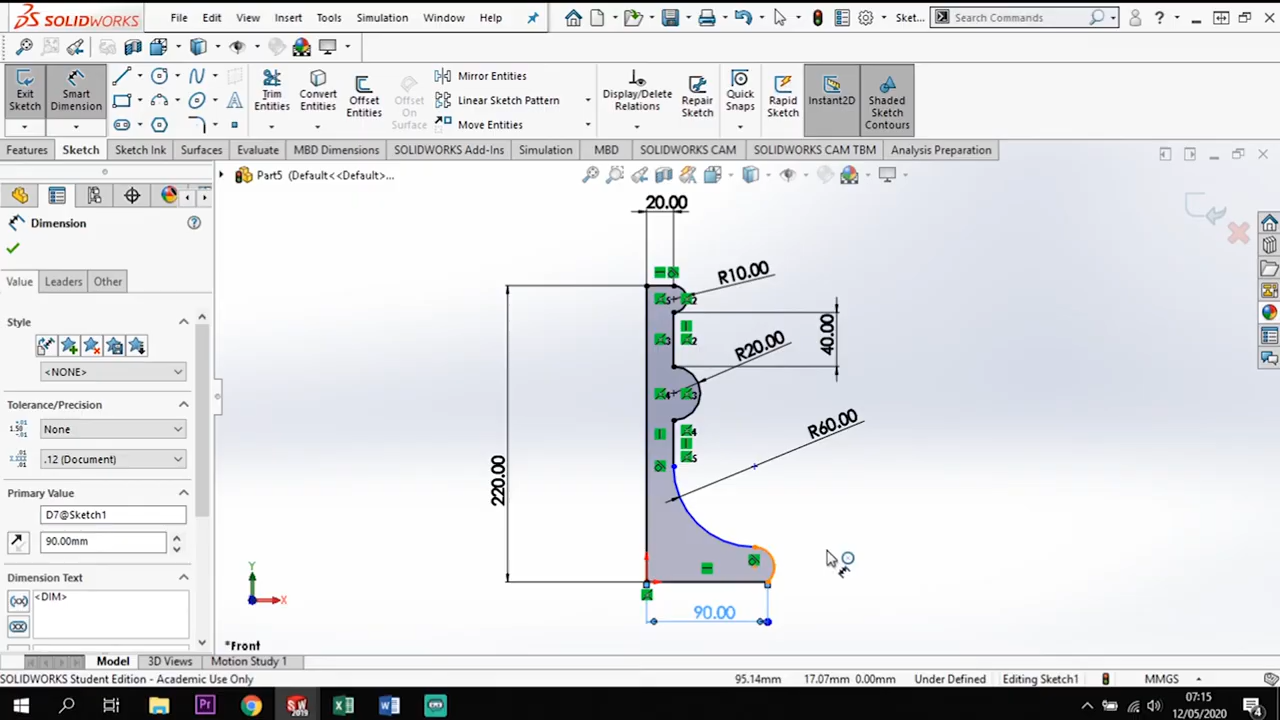 SOLIDWORKS File Edit View Insert Tools Simulation Window Help Sket... Search Commands ?
Exit Sketch Smart Dimension Trim Entities Convert Entities Offset Entities Offset On Surface Mirror Entities Linear Sketch Pattern Move Entities Display/Delete Relations Repair Sketch Quick Snaps Rapid Sketch Instant2D Shaded Sketch Contours
Features Sketch Sketch Ink Surfaces Evaluate MBD Dimensions SOLIDWORKS Add-Ins Simulation MBD SOLIDWORKS CAM SOLIDWORKS CAM TBM Analysis Preparation
Part5 (Default<<Default>...
Dimension
Value Leaders Other
Style
<NONE>
Tolerance/Precision
None
.12 (Document)
Primary Value
D7@Sketch1
90.00mm
Dimension Text
<DIM>
20.00
R10.00
40.00
R20.00
R60.00
220.00
90.00
Y
X
*Front
Model 3D Views Motion Study 1
SOLIDWORKS Student Edition - Academic Use Only 95.14mm 17.07mm 0.00mm Under Defined Editing Sketch1 MMGS
07:15
12/05/2020